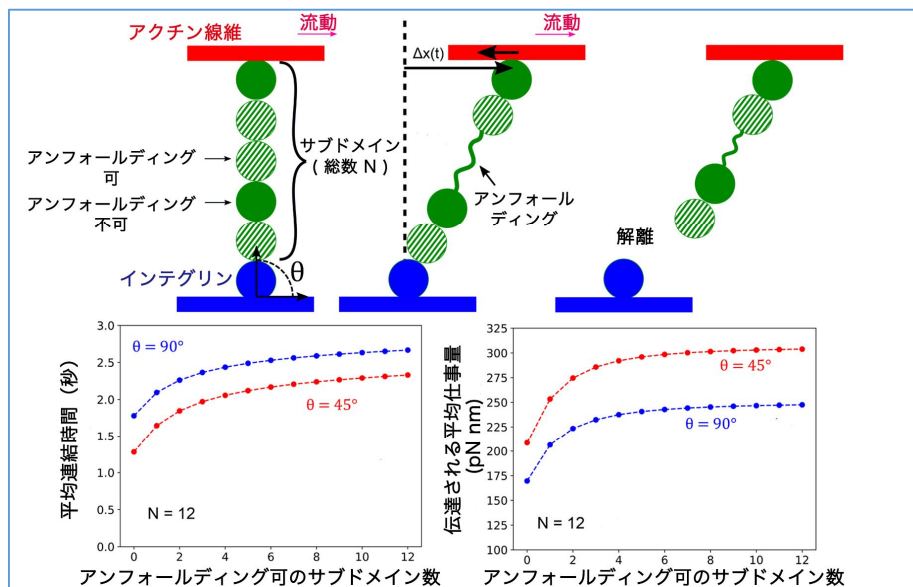 流動
流動
アクチン線維
Δx(t)
サブドメイン
( 総数 N )
アンフォールディング
可
アンフォールディング
不可
アンフォール
ディング
解離
インテグリン
θ
平均連結時間（秒）
3.0
2.5
2.0
1.5
1.0
0.5
0.0
θ = 90°
θ = 45°
N = 12
0 2 4 6 8 10 12
アンフォールディング可のサブドメイン数
伝達される平均仕事量
(pN nm)
325
300
275
250
225
200
175
150
125
100
θ = 45°
θ = 90°
N = 12
0 2 4 6 8 10 12
アンフォールディング可のサブドメイン数